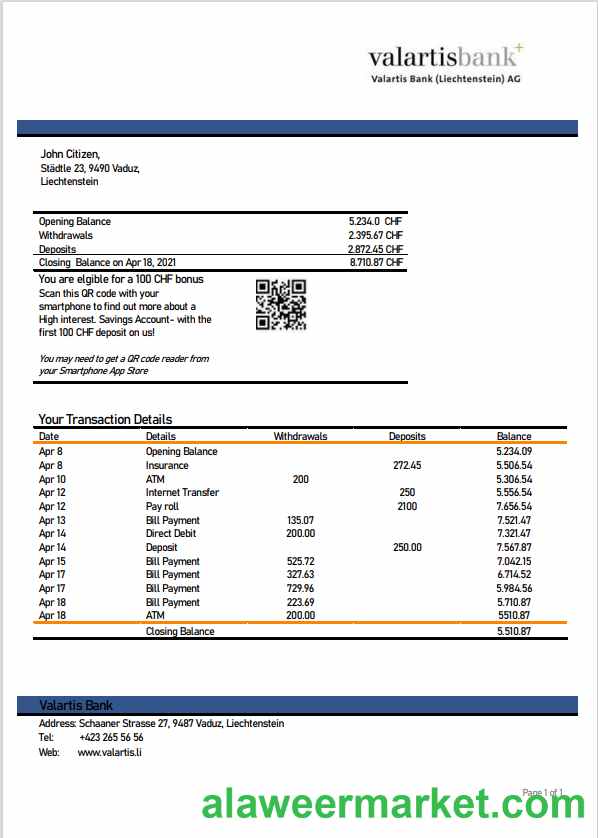 valartisbank+
Valartis Bank (Liechtenstein) AG
John Citizen,
Städtle 23, 9490 Vaduz,
Liechtenstein
Opening Balance 5.234.0 CHF
Withdrawals 2.395.67 CHF
Deposits 2.872.45 CHF
Closing Balance on Apr 18, 2021 8.710.87 CHF
You are elgible for a 100 CHF bonus
Scan this QR code with your
smartphone to find out more about a
High interest. Savings Account- with the
first 100 CHF deposit on us!
You may need to get a QR code reader from
your Smartphone App Store
Your Transaction Details
Date Details Withdrawals Deposits Balance
Apr 8 Opening Balance 5.234.09
Apr 8 Insurance 272.45 5.506.54
Apr 10 ATM 200 5.306.54
Apr 12 Internet Transfer 250 5.556.54
Apr 12 Pay roll 2100 7.656.54
Apr 13 Bill Payment 135.07 7.521.47
Apr 14 Direct Debit 200.00 7.321.47
Apr 14 Deposit 250.00 7.567.87
Apr 15 Bill Payment 525.72 7.042.15
Apr 17 Bill Payment 327.63 6.714.52
Apr 17 Bill Payment 729.96 5.984.56
Apr 18 Bill Payment 223.69 5.710.87
Apr 18 ATM 200.00 5510.87
Closing Balance 5.510.87
Valartis Bank
Address: Schaaner Strasse 27, 9487 Vaduz, Liechtenstein
Tel: +423 265 56 56
Web: www.valartis.li
Page 1 of 1
alaweermarket.com